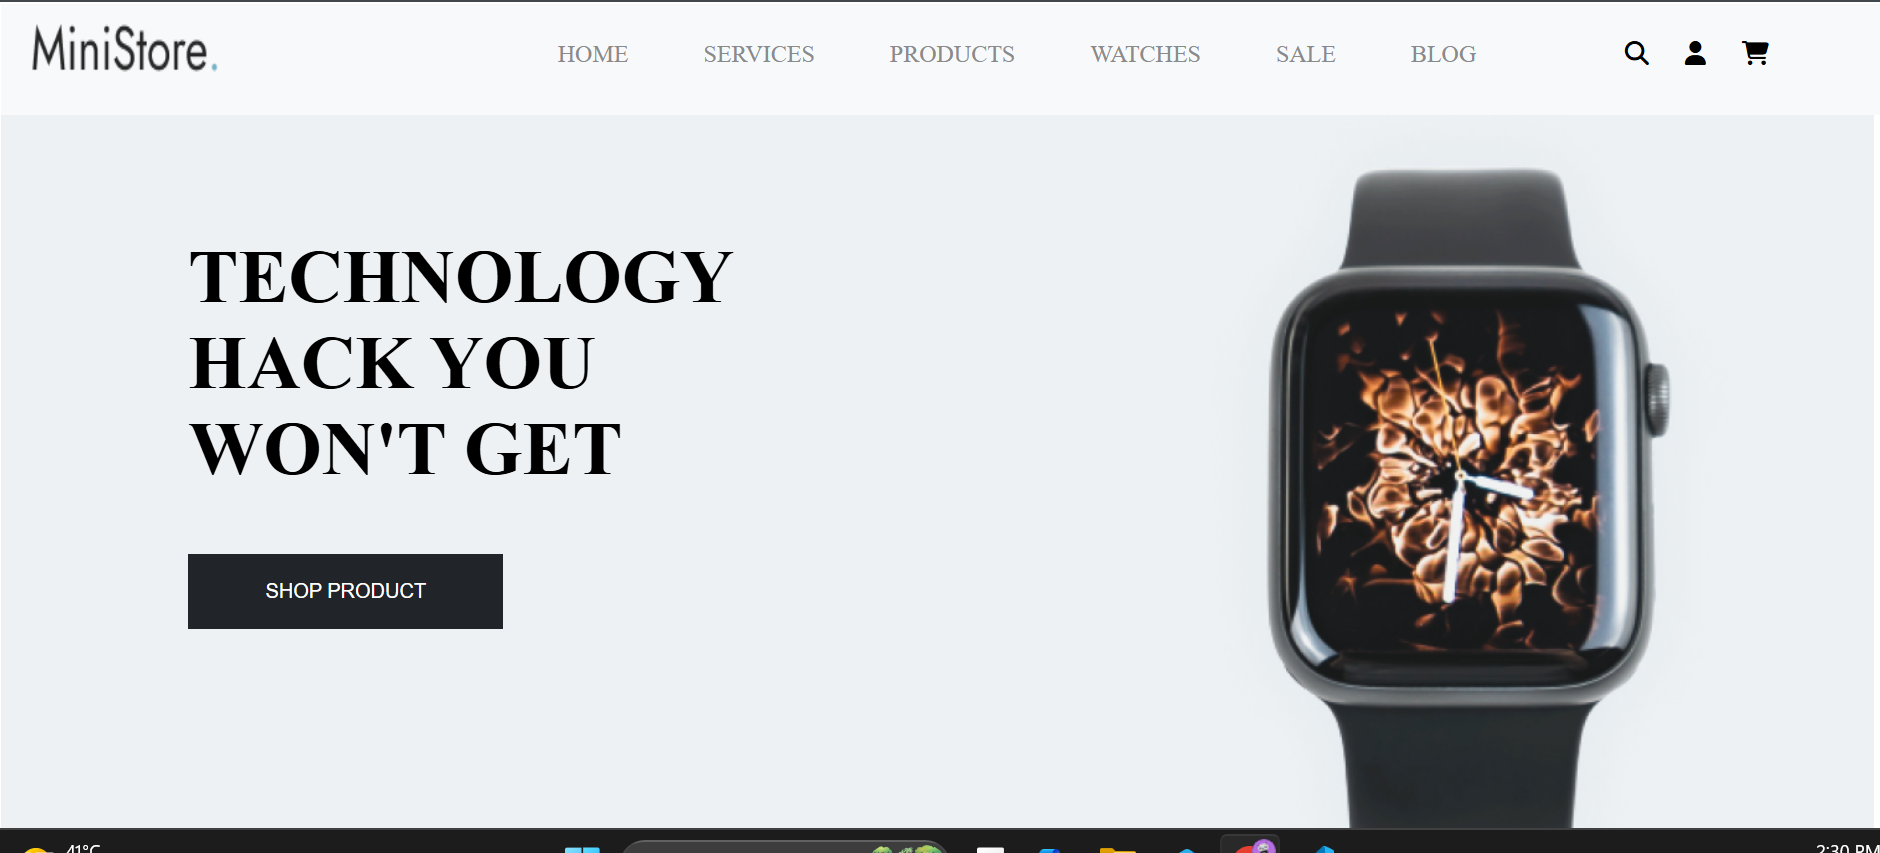 MiniStore.
HOME SERVICES PRODUCTS WATCHES SALE BLOG
TECHNOLOGY
HACK YOU
WON'T GET
SHOP PRODUCT
41°C
2:30 PM